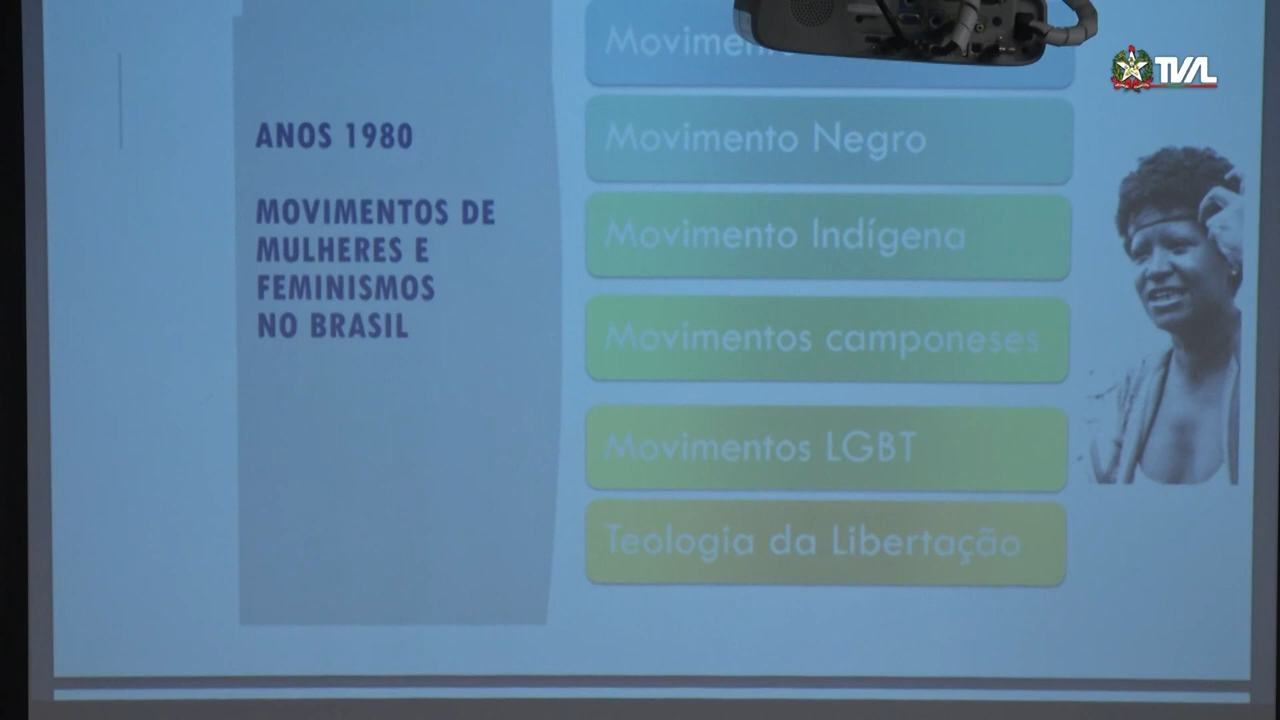 TVAL
ANOS 1980
MOVIMENTOS DE
MULHERES E
FEMINISMOS
NO BRASIL
Movimento Negro
Movimento Indígena
Movimentos camponeses
Movimentos LGBT
Teologia da Libertação